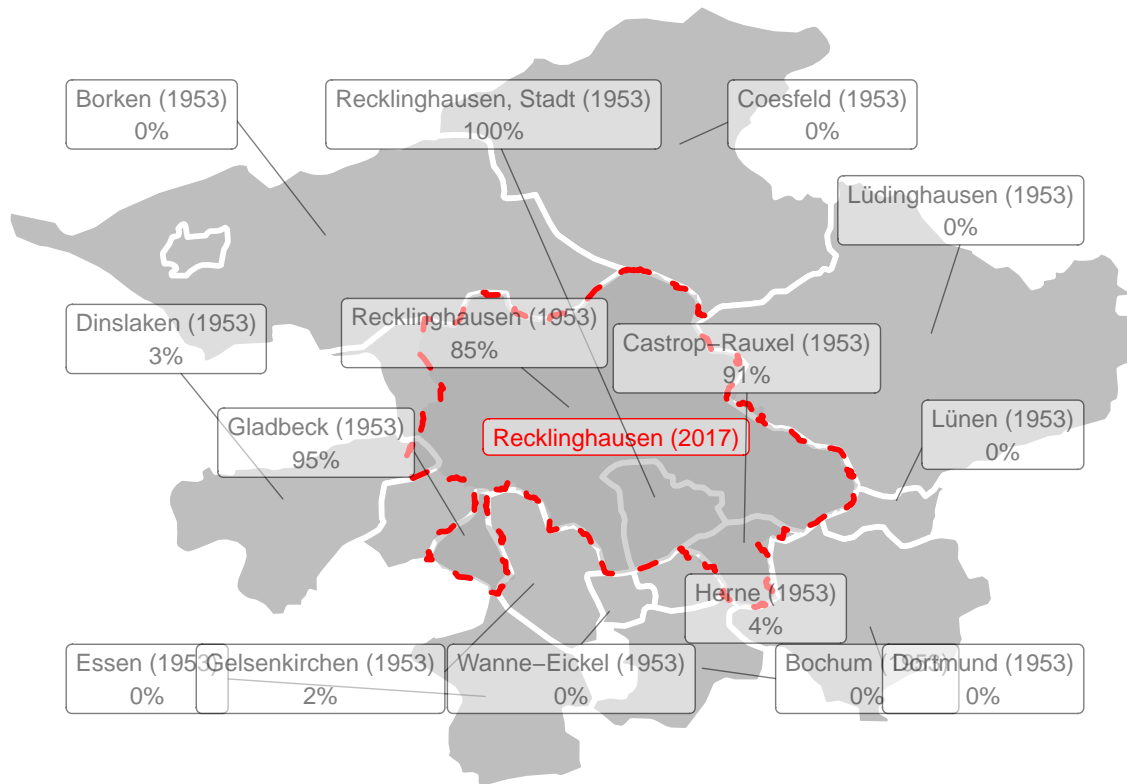 Borken (1953)
0%
Recklinghausen, Stadt (1953)
100%
Coesfeld (1953)
0%
Lüdinghausen (1953)
0%
Dinslaken (1953)
3%
Recklinghausen (1953)
85%
Castrop−Rauxel (1953)
91%
Gladbeck (1953)
95%
Recklinghausen (2017)
Lünen (1953)
0%
Herne (1953)
4%
Essen (1953)
0%
Gelsenkirchen (1953)
2%
Wanne−Eickel (1953)
0%
Bochum (1953)
0%
Dortmund (1953)
0%